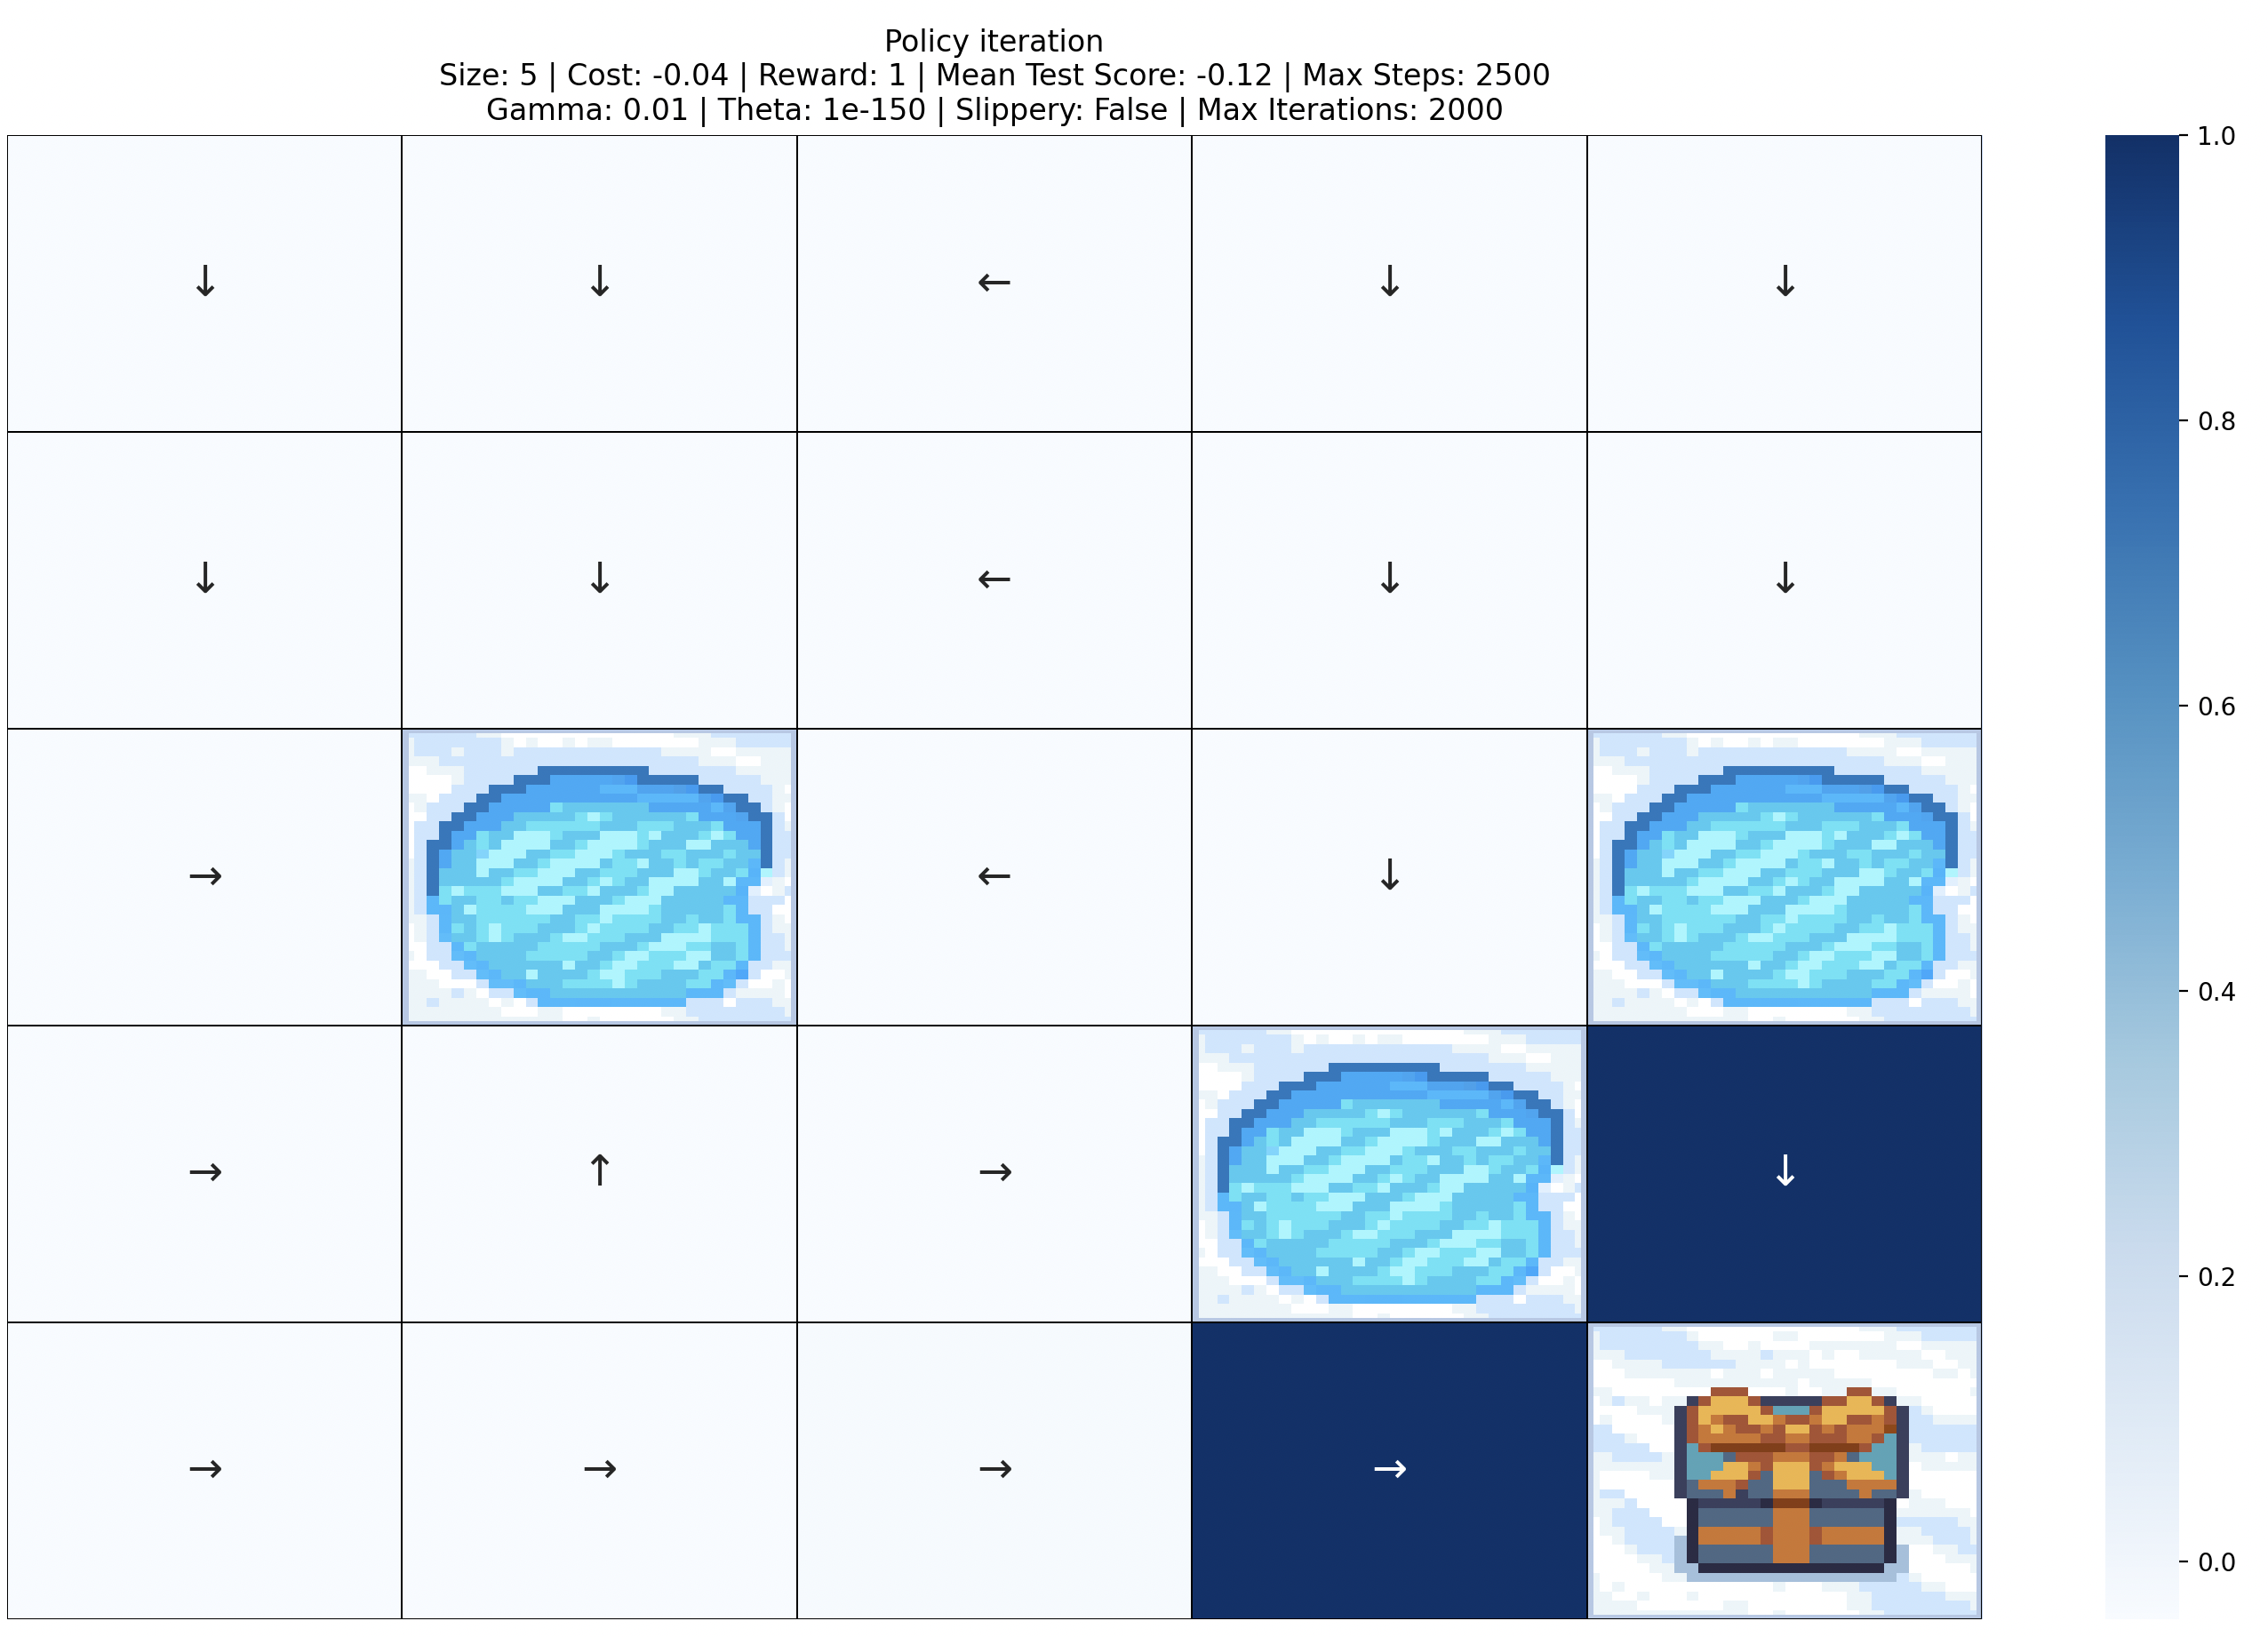 Policy iteration
Size: 5 | Cost: -0.04 | Reward: 1 | Mean Test Score: -0.12 | Max Steps: 2500
Gamma: 0.01 | Theta: 1e-150 | Slippery: False | Max Iterations: 2000
1.0
↓ ↓ ← ↓ ↓
0.8
↓ ↓ ← ↓ ↓
0.6
→ ← ↓
0.4
→ ↑ → ↓
0.2
→ → → →
0.0